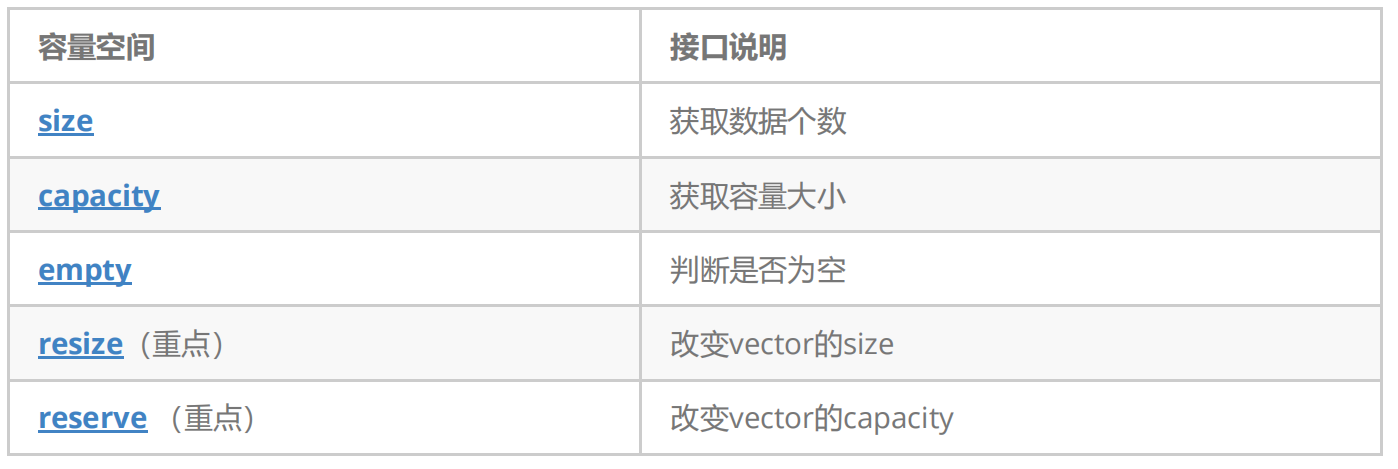 容量空间 接口说明
size 获取数据个数
capacity 获取容量大小
empty 判断是否为空
resize（重点） 改变vector的size
reserve （重点） 改变vector的capacity